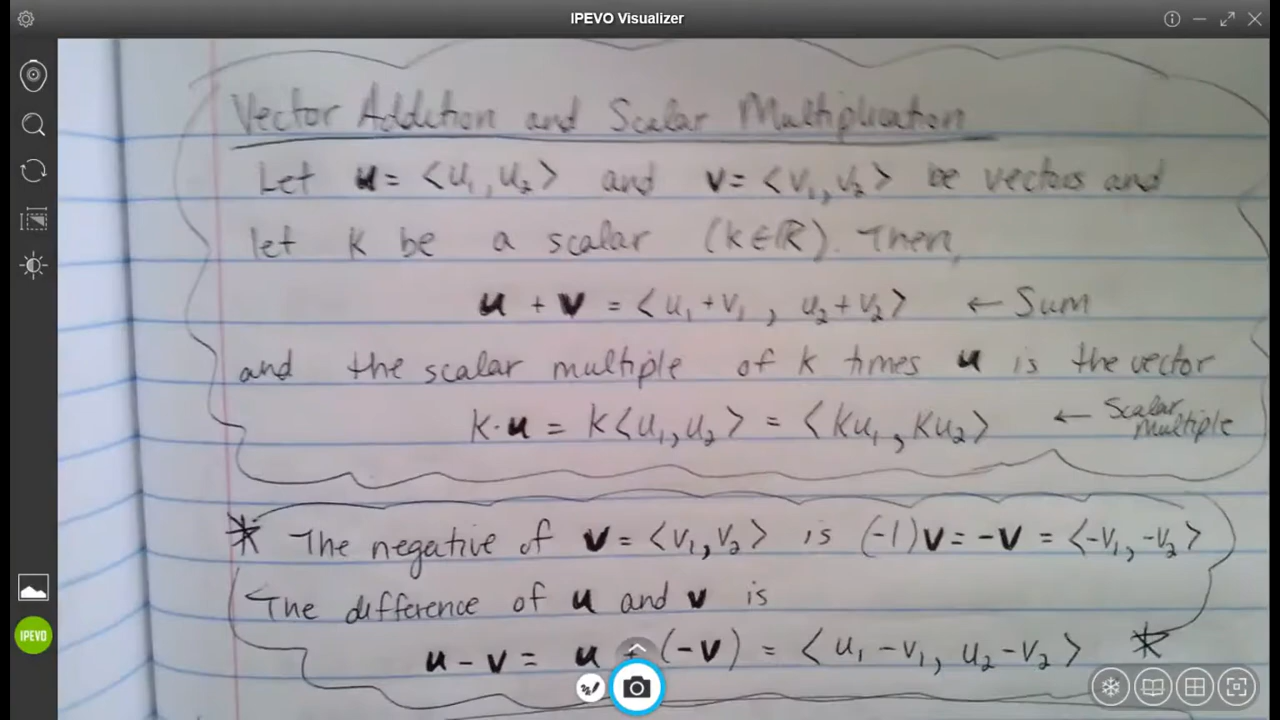 IPEVO Visualizer
Vector Addition and Scalar Multiplication
Let u = <u₁, u₂> and v = <v₁, v₂> be vectors and
let k be a scalar (k∈ℝ). Then,
u + v = <u₁+v₁, u₂+v₂> ← Sum
and the scalar multiple of k times u is the vector
k·u = k<u₁, u₂> = <ku₁, ku₂> ← Scalar Multiple
* The negative of v = <v₁, v₂> is (-1)v = -v = <-v₁, -v₂>
The difference of u and v is
u - v = u + (-v) = <u₁-v₁, u₂-v₂> *
IPEVO